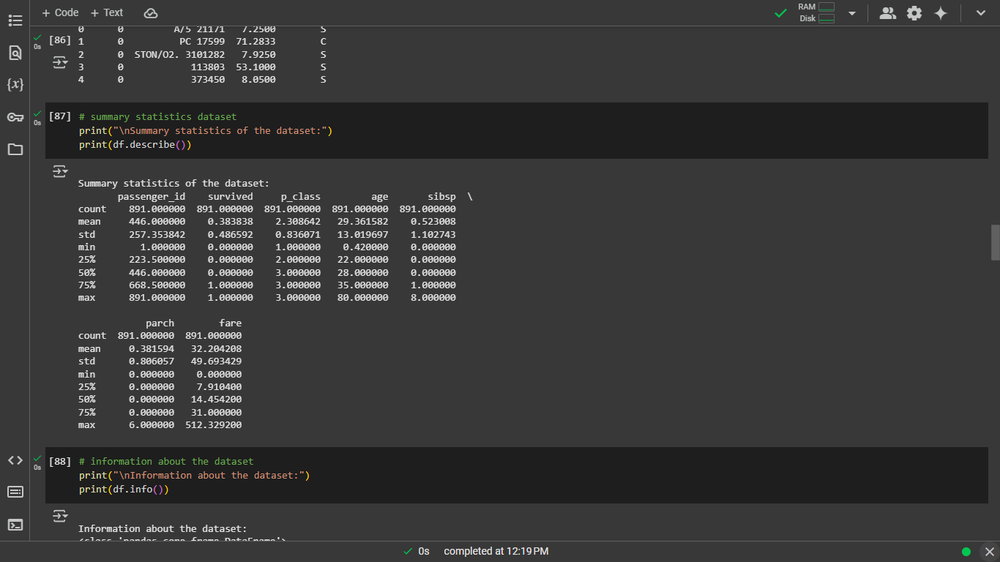 + Code + Text
RAM
Disk
0 0 A/5 21171 7.2500 S
[86] 1 0 PC 17599 71.2833 C
0s
2 0 STON/O2. 3101282 7.9250 S
3 0 113803 53.1000 S
4 0 373450 8.0500 S
{x}
[87] # summary statistics dataset
0s
print("\nSummary statistics of the dataset:")
print(df.describe())
Summary statistics of the dataset:
passenger_id survived p_class age sibsp \
count 891.000000 891.000000 891.000000 891.000000 891.000000
mean 446.000000 0.383838 2.308642 29.361582 0.523008
std 257.353842 0.486592 0.836071 13.019697 1.102743
min 1.000000 0.000000 1.000000 0.420000 0.000000
25% 223.500000 0.000000 2.000000 22.000000 0.000000
50% 446.000000 0.000000 3.000000 28.000000 0.000000
75% 668.500000 1.000000 3.000000 35.000000 1.000000
max 891.000000 1.000000 3.000000 80.000000 8.000000
parch fare
count 891.000000 891.000000
mean 0.381594 32.204208
std 0.806057 49.693429
min 0.000000 0.000000
25% 0.000000 7.910400
50% 0.000000 14.454200
75% 0.000000 31.000000
max 6.000000 512.329200
[88] # information about the dataset
0s
print("\nInformation about the dataset:")
print(df.info())
Information about the dataset:
<class 'pandas.core.frame.DataFrame'>
0s completed at 12:19 PM